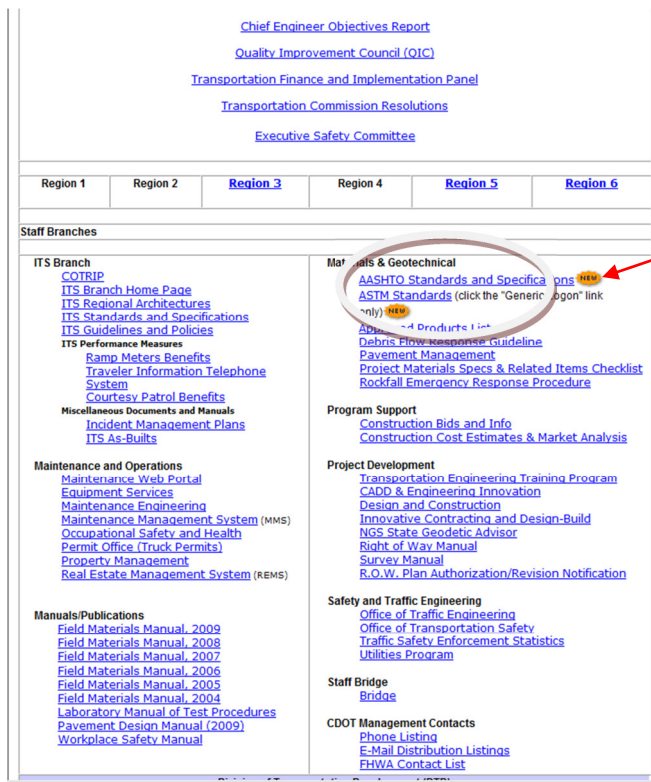 Chief Engineer Objectives Report
Quality Improvement Council (QIC)
Transportation Finance and Implementation Panel
Transportation Commission Resolutions
Executive Safety Committee
Region 1 Region 2 Region 3 Region 4 Region 5 Region 6
Staff Branches
ITS Branch
COTRIP
ITS Branch Home Page
ITS Regional Architectures
ITS Standards and Specifications
ITS Guidelines and Policies
ITS Performance Measures
Ramp Meters Benefits
Traveler Information Telephone
System
Courtesy Patrol Benefits
Miscellaneous Documents and Manuals
Incident Management Plans
ITS As-Builts
Maintenance and Operations
Maintenance Web Portal
Equipment Services
Maintenance Engineering
Maintenance Management System (MMS)
Occupational Safety and Health
Permit Office (Truck Permits)
Property Management
Real Estate Management System (REMS)
Manuals/Publications
Field Materials Manual, 2009
Field Materials Manual, 2008
Field Materials Manual, 2007
Field Materials Manual, 2006
Field Materials Manual, 2005
Field Materials Manual, 2004
Laboratory Manual of Test Procedures
Pavement Design Manual (2009)
Workplace Safety Manual
Materials & Geotechnical
AASHTO Standards and Specifications NEW
ASTM Standards (click the "Generic Logon" link
only) NEW
Approved Products List
Debris Flow Response Guideline
Pavement Management
Project Materials Specs & Related Items Checklist
Rockfall Emergency Response Procedure
Program Support
Construction Bids and Info
Construction Cost Estimates & Market Analysis
Project Development
Transportation Engineering Training Program
CADD & Engineering Innovation
Design and Construction
Innovative Contracting and Design-Build
NGS State Geodetic Advisor
Right of Way Manual
Survey Manual
R.O.W. Plan Authorization/Revision Notification
Safety and Traffic Engineering
Office of Traffic Engineering
Office of Transportation Safety
Traffic Safety Enforcement Statistics
Utilities Program
Staff Bridge
Bridge
CDOT Management Contacts
Phone Listing
E-Mail Distribution Listings
FHWA Contact List